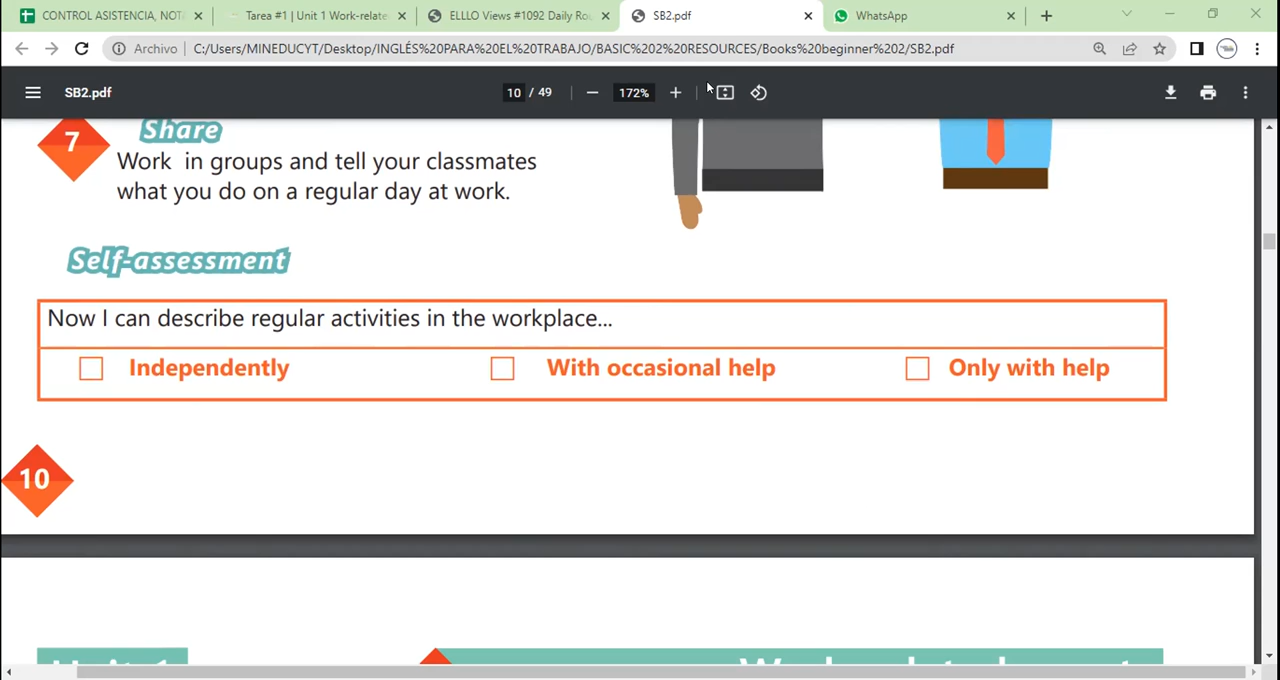 CONTROL ASISTENCIA, NOT
Tarea #1 | Unit 1 Work-relate
ELLLO Views #1092 Daily Rou
SB2.pdf
WhatsApp
Archivo
C:/Users/MINEDUCYT/Desktop/INGLÉS%20PARA%20EL%20TRABAJO/BASIC%202%20RESOURCES/Books%20beginner%202/SB2.pdf
SB2.pdf
10 / 49
172%
7
Share
Work in groups and tell your classmates
what you do on a regular day at work.
Self-assessment
Now I can describe regular activities in the workplace...
Independently
With occasional help
Only with help
10